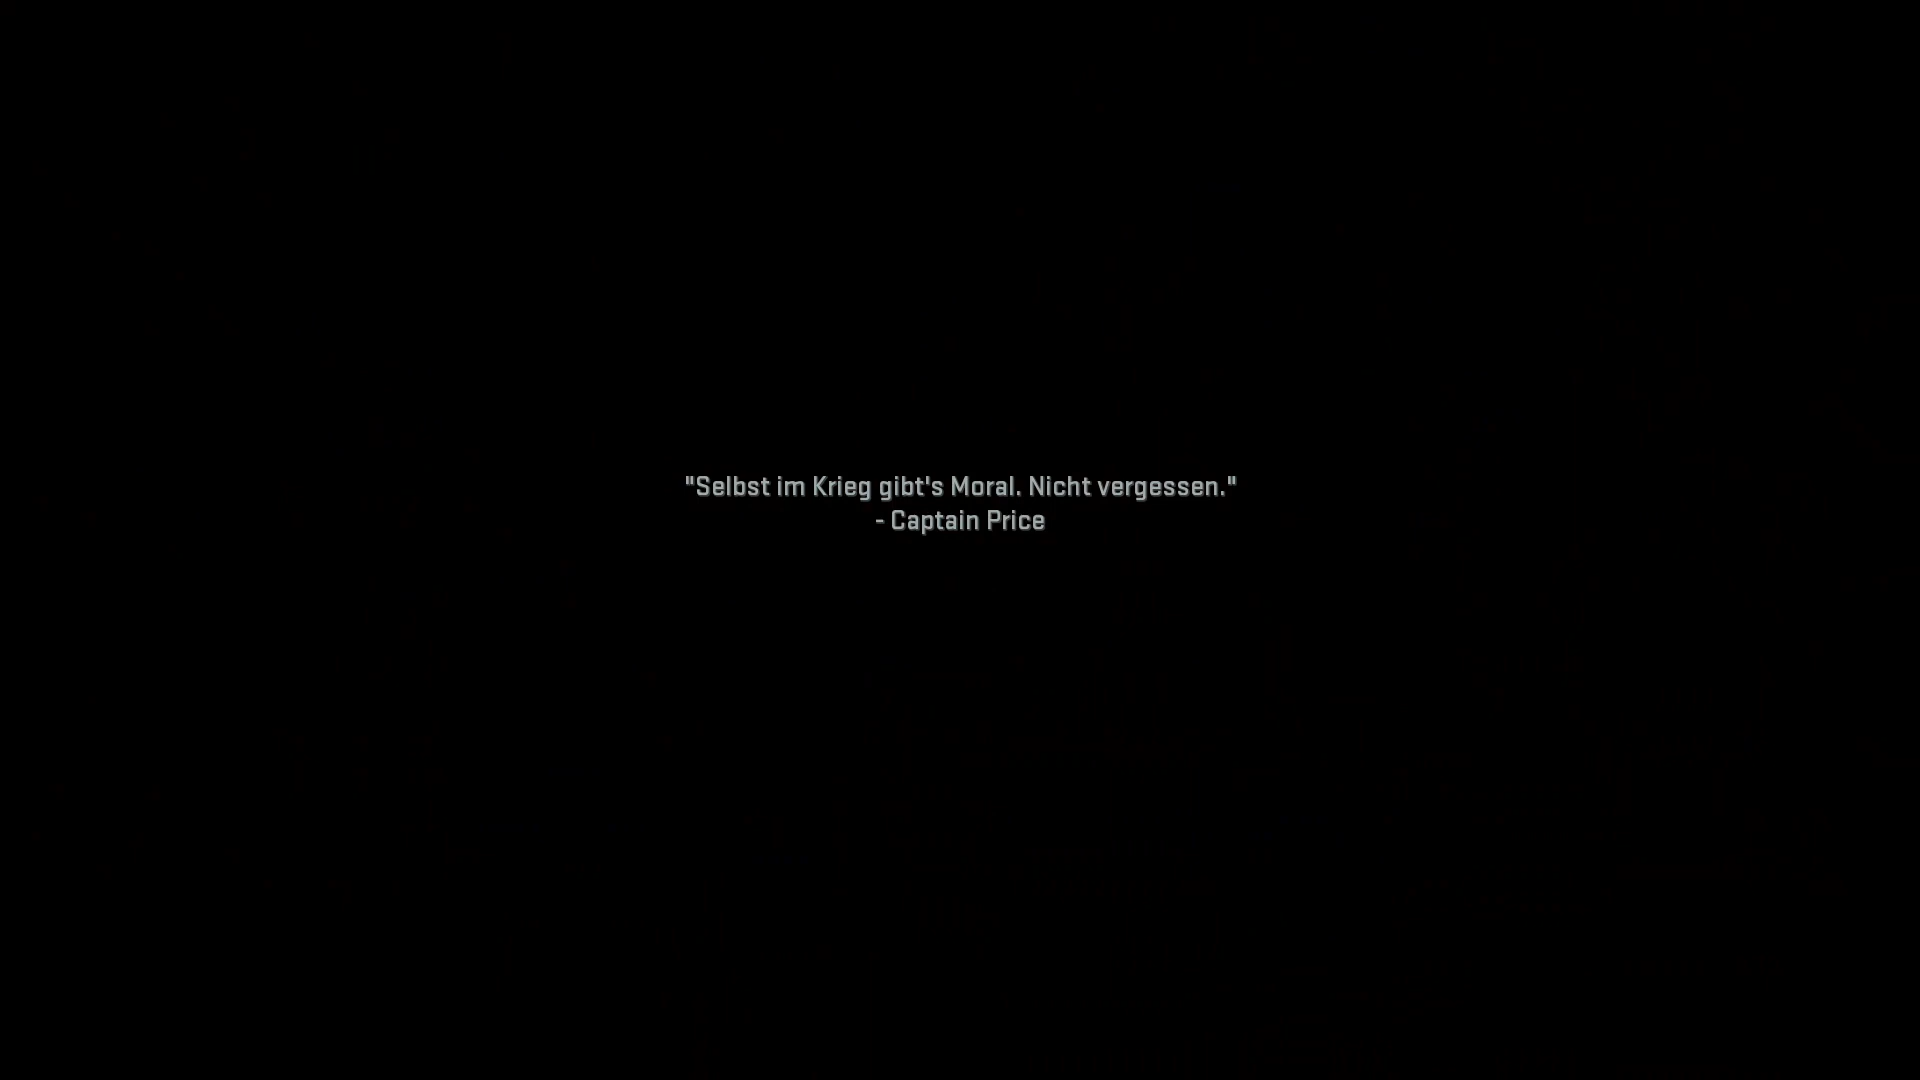 "Selbst im Krieg gibt's Moral. Nicht vergessen."
- Captain Price